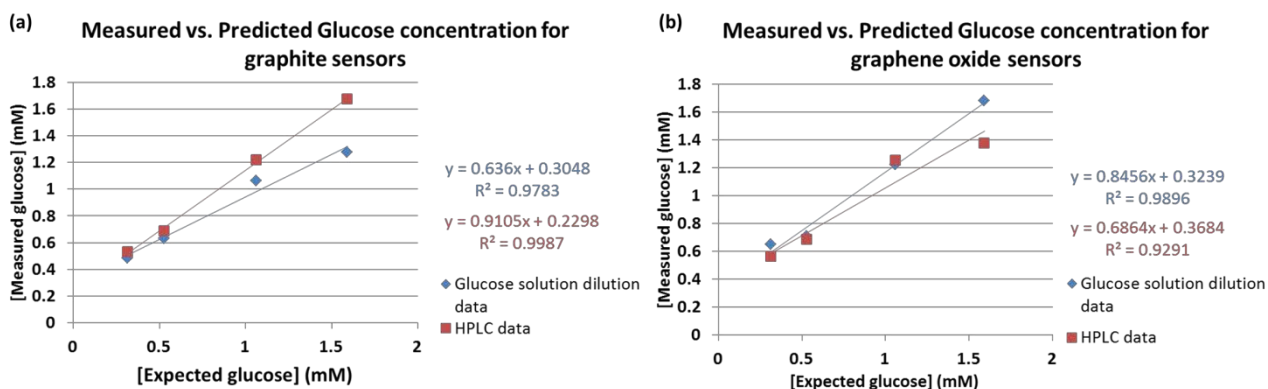 (a)
Measured vs. Predicted Glucose concentration for
graphite sensors
[Measured glucose] (mM)
1.8
1.6
1.4
1.2
1
0.8
0.6
0.4
0.2
0
0 0.5 1 1.5 2
[Expected glucose] (mM)
y = 0.636x + 0.3048
R² = 0.9783
y = 0.9105x + 0.2298
R² = 0.9987
Glucose solution dilution
data
HPLC data
(b)
Measured vs. Predicted Glucose concentration for
graphene oxide sensors
[Measured glucose] (mM)
1.8
1.6
1.4
1.2
1
0.8
0.6
0.4
0.2
0
0 0.5 1 1.5 2
[Expected glucose] (mM)
y = 0.8456x + 0.3239
R² = 0.9896
y = 0.6864x + 0.3684
R² = 0.9291
Glucose solution dilution
data
HPLC data